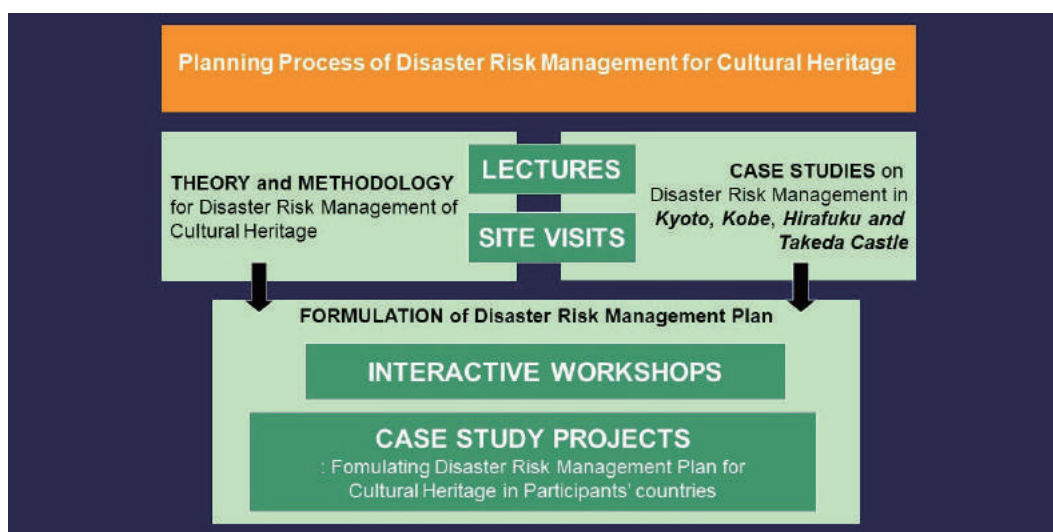 Planning Process of Disaster Risk Management for Cultural Heritage
THEORY and METHODOLOGY
for Disaster Risk Management of
Cultural Heritage
LECTURES
SITE VISITS
CASE STUDIES on
Disaster Risk Management in
Kyoto, Kobe, Hirafuku and
Takeda Castle
FORMULATION of Disaster Risk Management Plan
INTERACTIVE WORKSHOPS
CASE STUDY PROJECTS
: Fomulating Disaster Risk Management Plan for
Cultural Heritage in Participants' countries